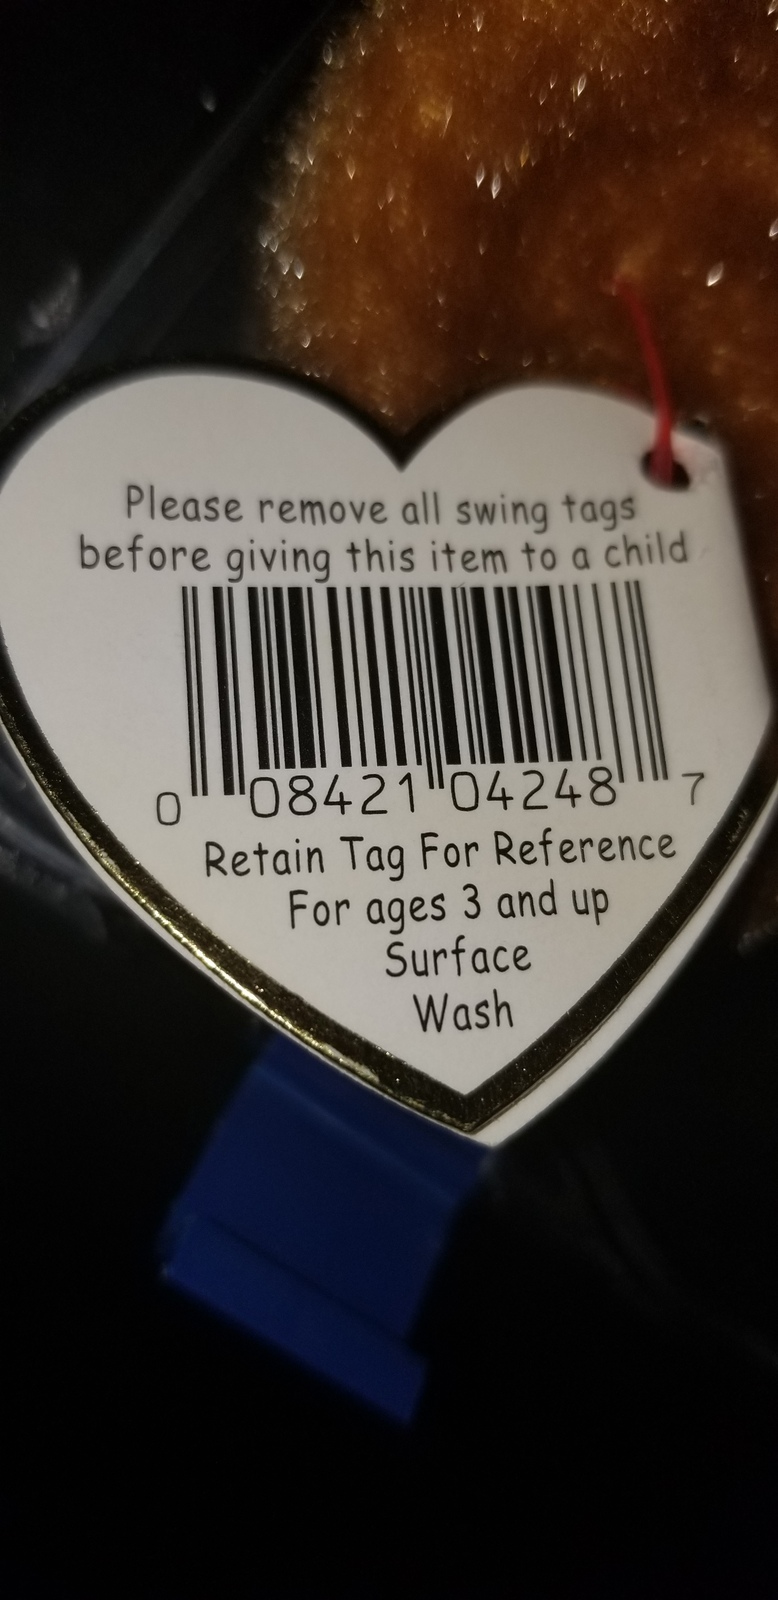 Please remove all swing tags
before giving this item to a child
0 08421 04248 7
Retain Tag For Reference
For ages 3 and up
Surface
Wash